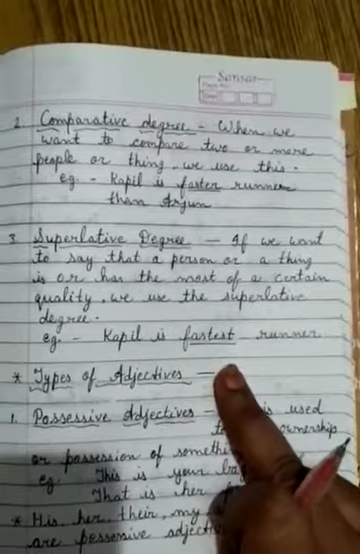 Sansar
Date
2. Comparative degree - When we
want to compare two or more
people or thing, we use this.
eg. - Kapil is faster runner
than Arjun
3. Superlative Degree - If we want
to say that a person or a thing
is or has the most of a certain
quality, we use the superlative
degree.
eg. - Kapil is fastest runner
* Types of Adjectives -
1. Possessive Adjectives - is used
ownership
or possession of
eg. This is your
That is her
* His, her, their, my
are possessive